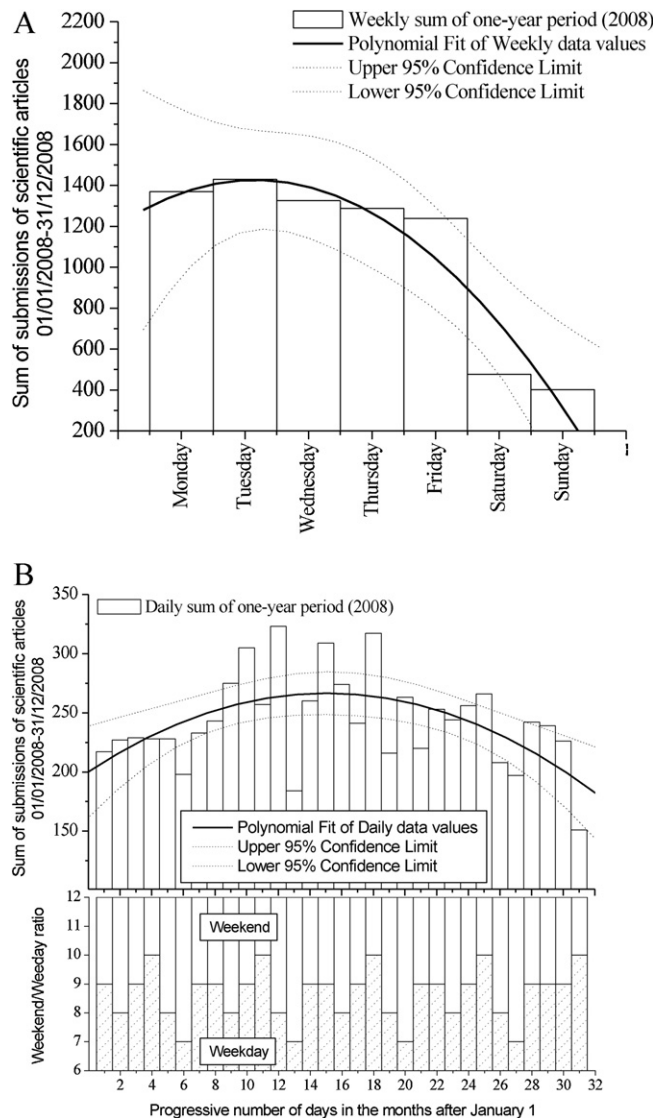 A
Weekly sum of one-year period (2008)
Polynomial Fit of Weekly data values
Upper 95% Confidence Limit
Lower 95% Confidence Limit
Sum of submissions of scientific articles
01/01/2008-31/12/2008
2200
2000
1800
1600
1400
1200
1000
800
600
400
200
Monday
Tuesday
Wednesday
Thursday
Friday
Saturday
Sunday
--
B
Daily sum of one-year period (2008)
Sum of submissions of scientific articles
01/01/2008-31/12/2008
350
300
250
200
150
Polynomial Fit of Daily data values
Upper 95% Confidence Limit
Lower 95% Confidence Limit
Weekend/Weeday ratio
12
11
10
9
8
7
6
Weekend
Weekday
2 4 6 8 10 12 14 16 18 20 22 24 26 28 30 32
Progressive number of days in the months after January 1